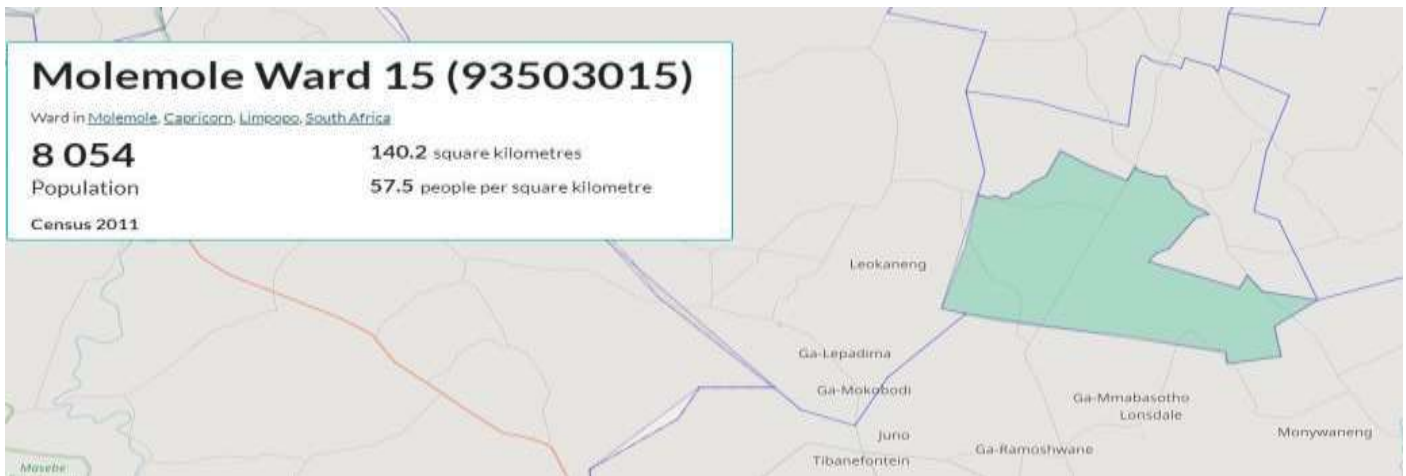 Molemole Ward 15 (93503015)
Ward in Molemole, Capricorn, Limpopo, South Africa
8 054
140.2 square kilometres
Population
57.5 people per square kilometre
Census 2011
Leokaneng
Ga-Lepadima
Ga-Mokobodi
Ga-Mmabasotho
Lonsdale
Juno
Monywaneng
Ga-Ramoshwane
Tibanefontein
Masebe